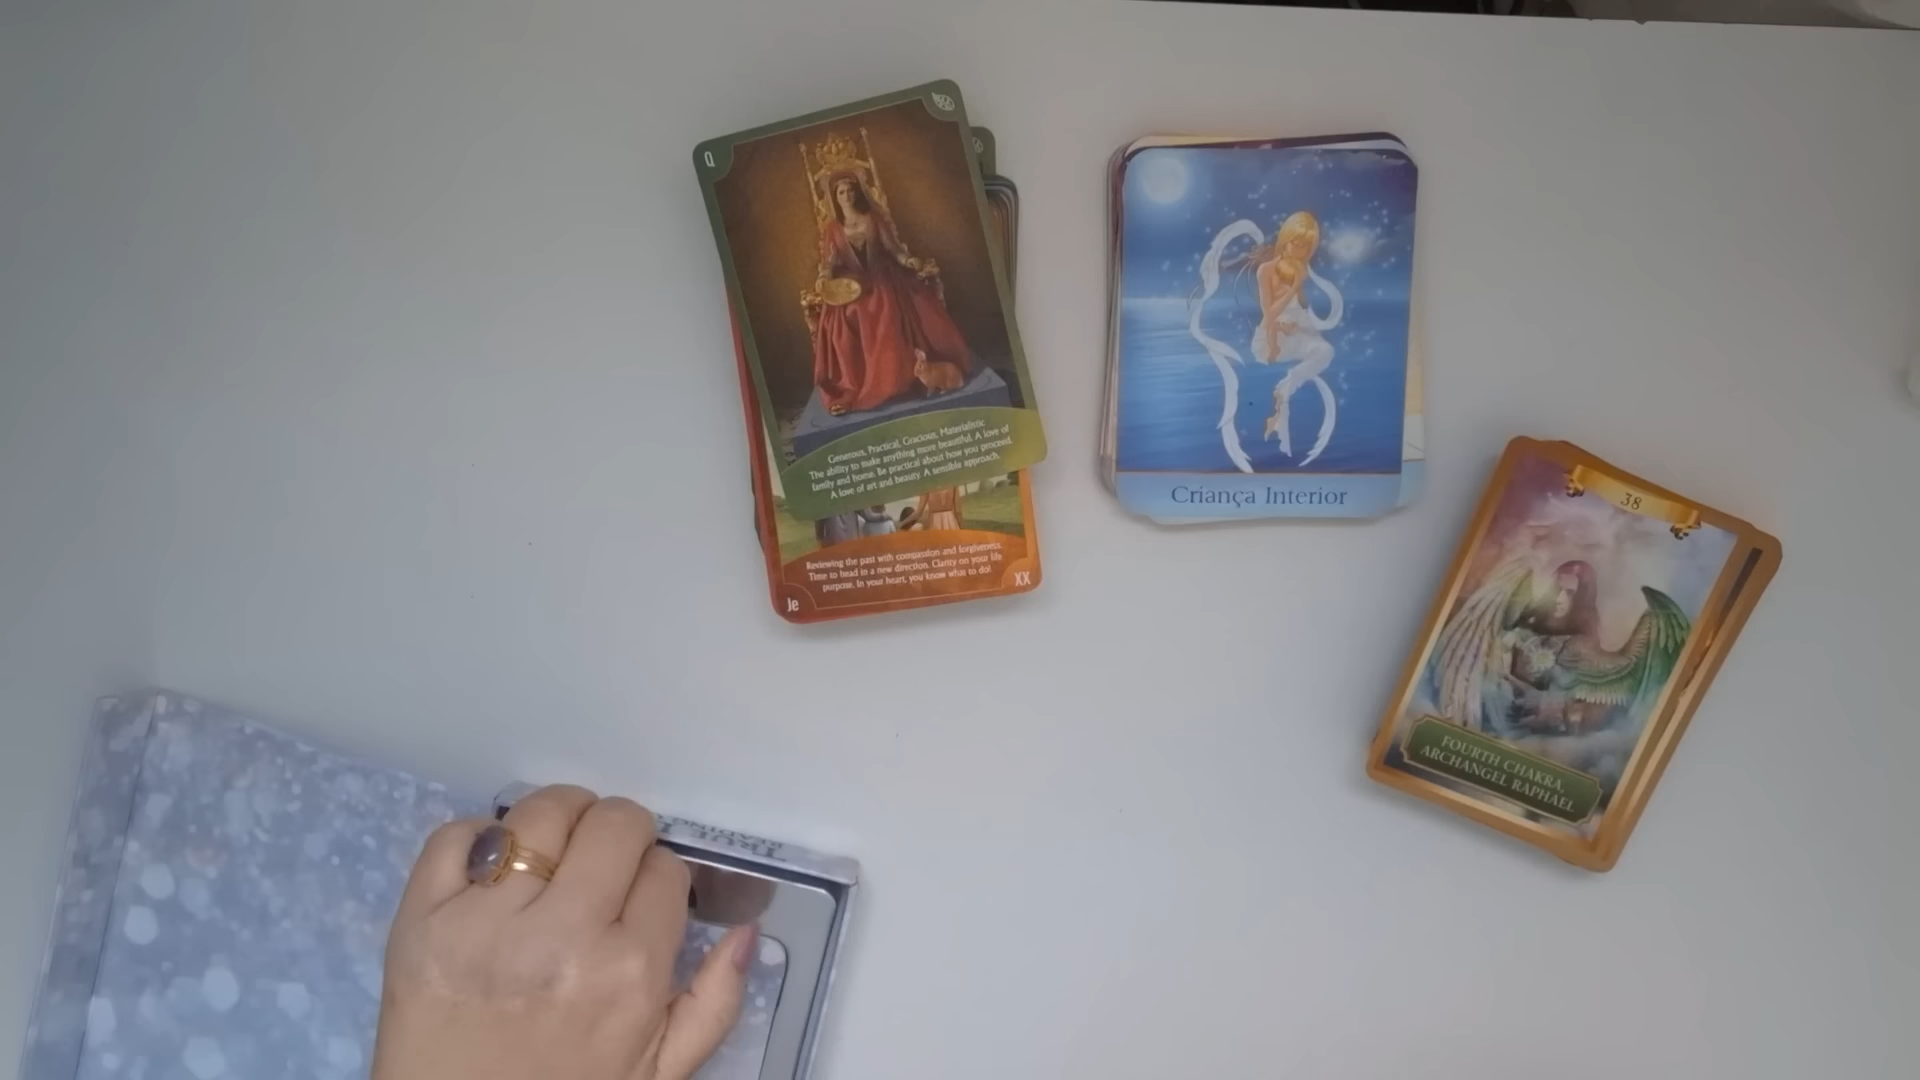 Q
Generous, Practical, Gracious, Materialistic
The ability to make anything more beautiful. A love of
family and home. Be practical about how you proceed.
A love of art and beauty. A sensible approach.
Reviewing the past with compassion and forgiveness.
Time to head in a new direction. Clarity on your life
purpose. In your heart, you know what to do!
Je
XX
Criança Interior
38
FOURTH CHAKRA,
ARCHANGEL RAPHAEL
TRUE
READING